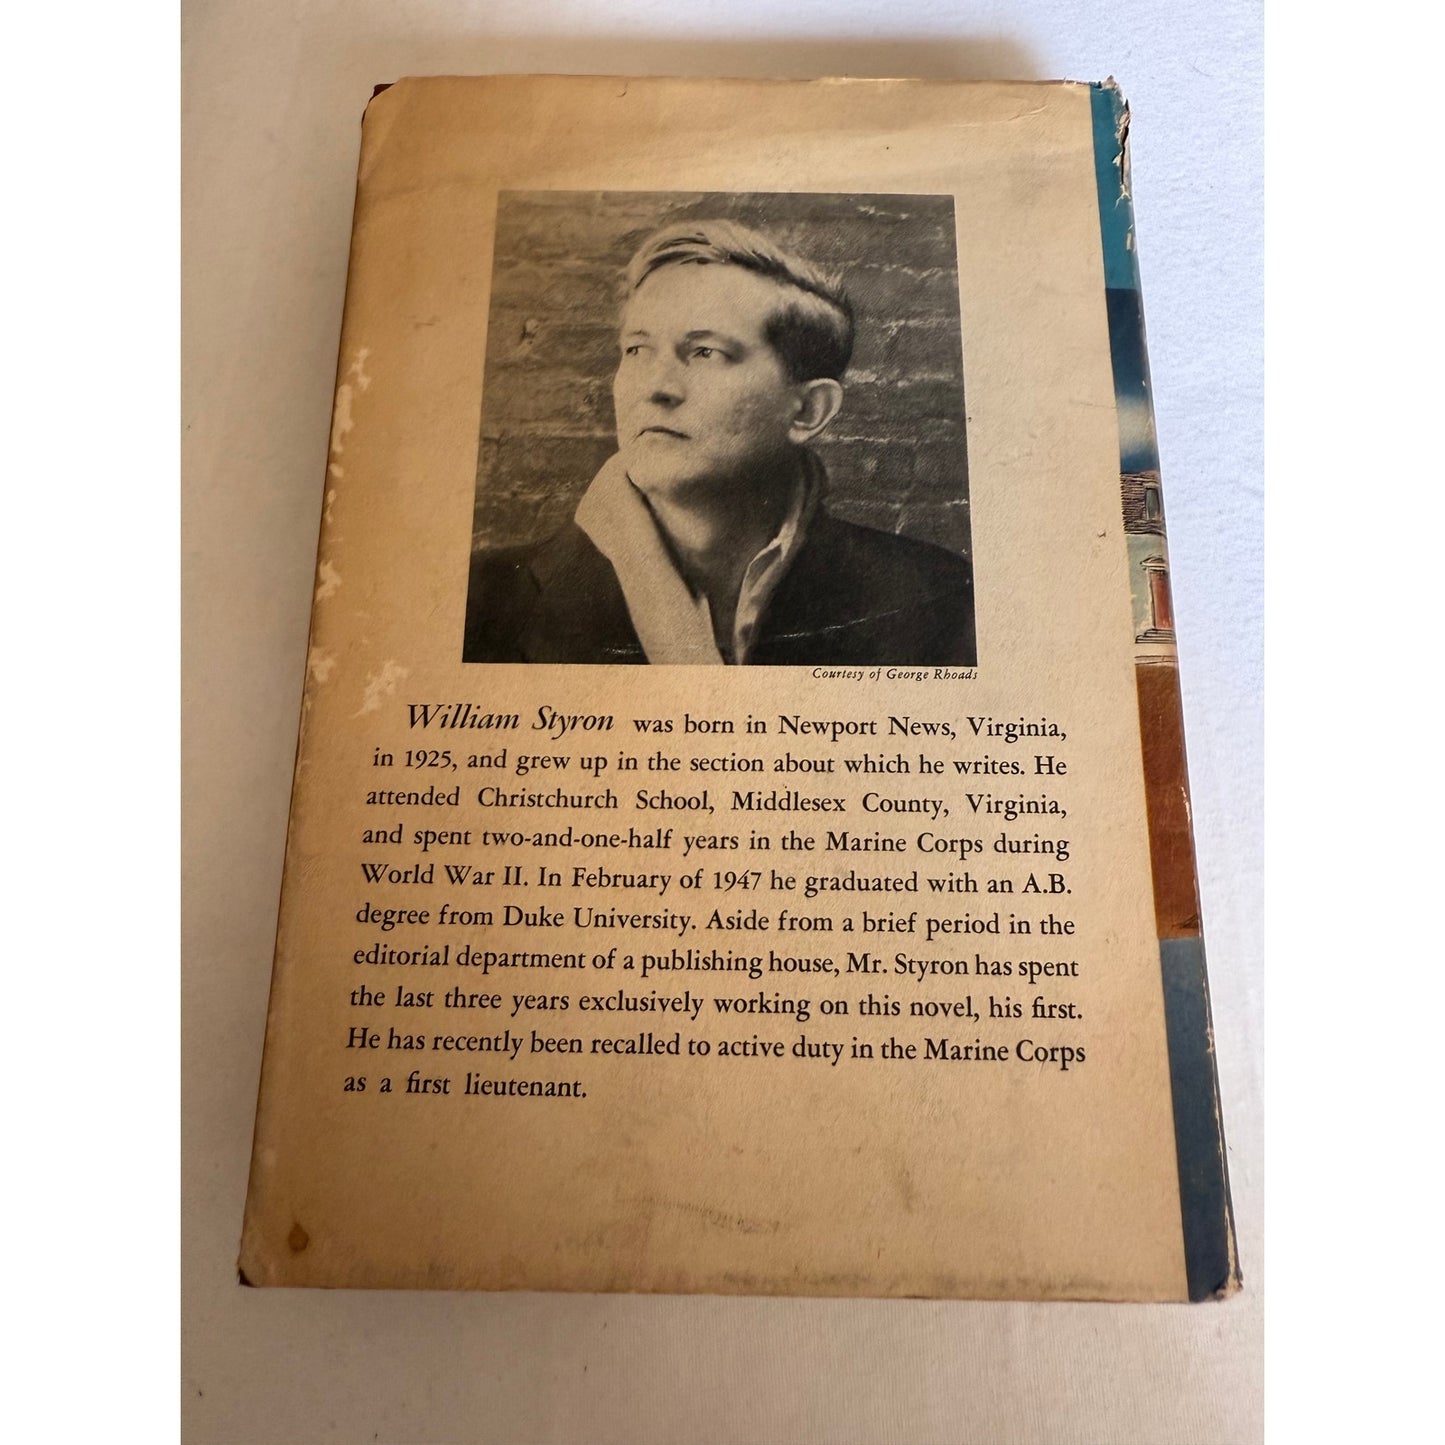 Courtesy of George Rhoads
William Styron was born in Newport News, Virginia,
in 1925, and grew up in the section about which he writes. He
attended Christchurch School, Middlesex County, Virginia,
and spent two-and-one-half years in the Marine Corps during
World War II. In February of 1947 he graduated with an A.B.
degree from Duke University. Aside from a brief period in the
editorial department of a publishing house, Mr. Styron has spent
the last three years exclusively working on this novel, his first.
He has recently been recalled to active duty in the Marine Corps
as a first lieutenant.